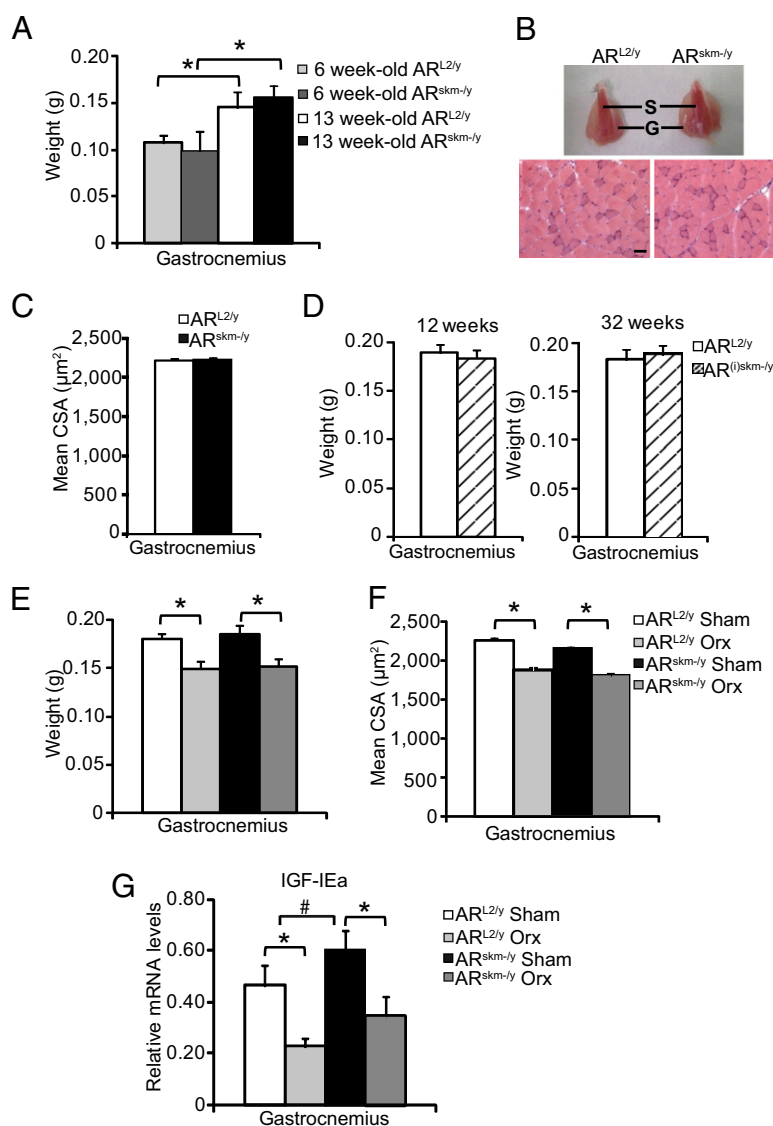 A
0.20
0.15
0.10
0.05
0
Weight (g)
*
*
Gastrocnemius
6 week-old AR^L2/y
6 week-old AR^skm-/y
13 week-old AR^L2/y
13 week-old AR^skm-/y
B
AR^L2/y
AR^skm-/y
S
G
C
AR^L2/y
AR^skm-/y
2,500
2,000
1,500
1,000
500
0
Mean CSA (µm²)
Gastrocnemius
D
12 weeks
0.20
0.15
0.10
0.05
0
Weight (g)
Gastrocnemius
32 weeks
0.20
0.15
0.10
0.05
0
Weight (g)
Gastrocnemius
AR^L2/y
AR^(i)skm-/y
E
0.20
0.15
0.10
0.05
0
Weight (g)
*
*
Gastrocnemius
F
2,500
2,000
1,500
1,000
500
0
Mean CSA (µm²)
*
*
Gastrocnemius
AR^L2/y Sham
AR^L2/y Orx
AR^skm-/y Sham
AR^skm-/y Orx
G
IGF-IEa
0.80
0.60
0.40
0.20
0
Relative mRNA levels
#
*
*
Gastrocnemius
AR^L2/y Sham
AR^L2/y Orx
AR^skm-/y Sham
AR^skm-/y Orx